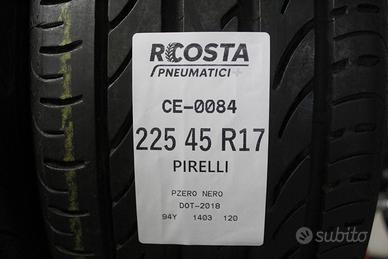 RCOSTA
PNEUMATICI
CE-0084
225 45 R17
PIRELLI
PZERO NERO
DOT-2018
94Y 1403 120
subito